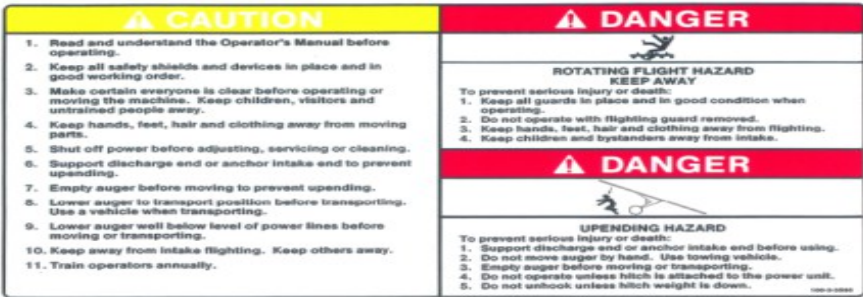 CAUTION
1. Read and understand the Operator's Manual before
operating.
2. Keep all safety shields and devices in place and in
good working order.
3. Make certain everyone is clear before operating or
moving the machine. Keep children, visitors and
untrained people away.
4. Keep hands, feet, hair and clothing away from moving
parts.
5. Shut off power before adjusting, servicing or cleaning.
6. Support discharge end or anchor intake end to prevent
upending.
7. Empty auger before moving to prevent upending.
8. Lower auger to transport position before transporting.
Use a vehicle when transporting.
9. Lower auger well below level of power lines before
moving or transporting.
10. Keep away from intake flighting. Keep others away.
11. Train operators annually.
DANGER
ROTATING FLIGHT HAZARD
KEEP AWAY
To prevent serious injury or death:
1. Keep all guards in place and in good condition when
operating.
2. Do not operate with flighting guard removed.
3. Keep hands, feet, hair and clothing away from flighting.
4. Keep children and bystanders away from intake.
DANGER
UPENDING HAZARD
To prevent serious injury or death:
1. Support discharge end or anchor intake end before using.
2. Do not move auger by hand. Use towing vehicle.
3. Empty auger before moving or transporting.
4. Do not operate unless hitch is attached to the power unit.
5. Do not unhook unless hitch weight is down.